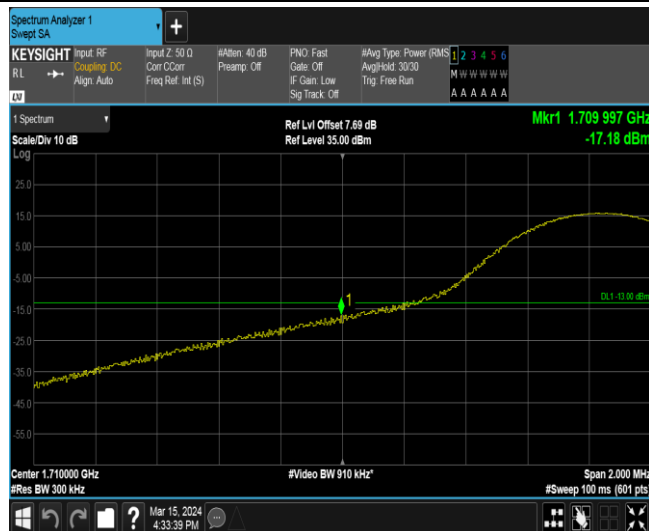 Spectrum Analyzer 1
Swept SA
KEYSIGHT
RL
Input: RF
Coupling: DC
Align: Auto
Input Z: 50 Ω
Corr CCorr
Freq Ref: Int (S)
#Atten: 40 dB
Preamp: Off
PNO: Fast
Gate: Off
IF Gain: Low
Sig Track: Off
#Avg Type: Power (RMS
Avg|Hold: 30/30
Trig: Free Run
1 2 3 4 5 6
M W W W W W
A A A A A A
1 Spectrum
Scale/Div 10 dB
Log
Ref Lvl Offset 7.69 dB
Ref Level 35.00 dBm
Mkr1 1.709 997 GHz
-17.18 dBm
25.0
15.0
5.00
-5.00
-15.0
-25.0
-35.0
-45.0
-55.0
1
DL1 -13.00 dBm
Center 1.710000 GHz
#Res BW 300 kHz
#Video BW 910 kHz*
Span 2.000 MHz
#Sweep 100 ms (601 pts)
?
Mar 15, 2024
4:33:39 PM